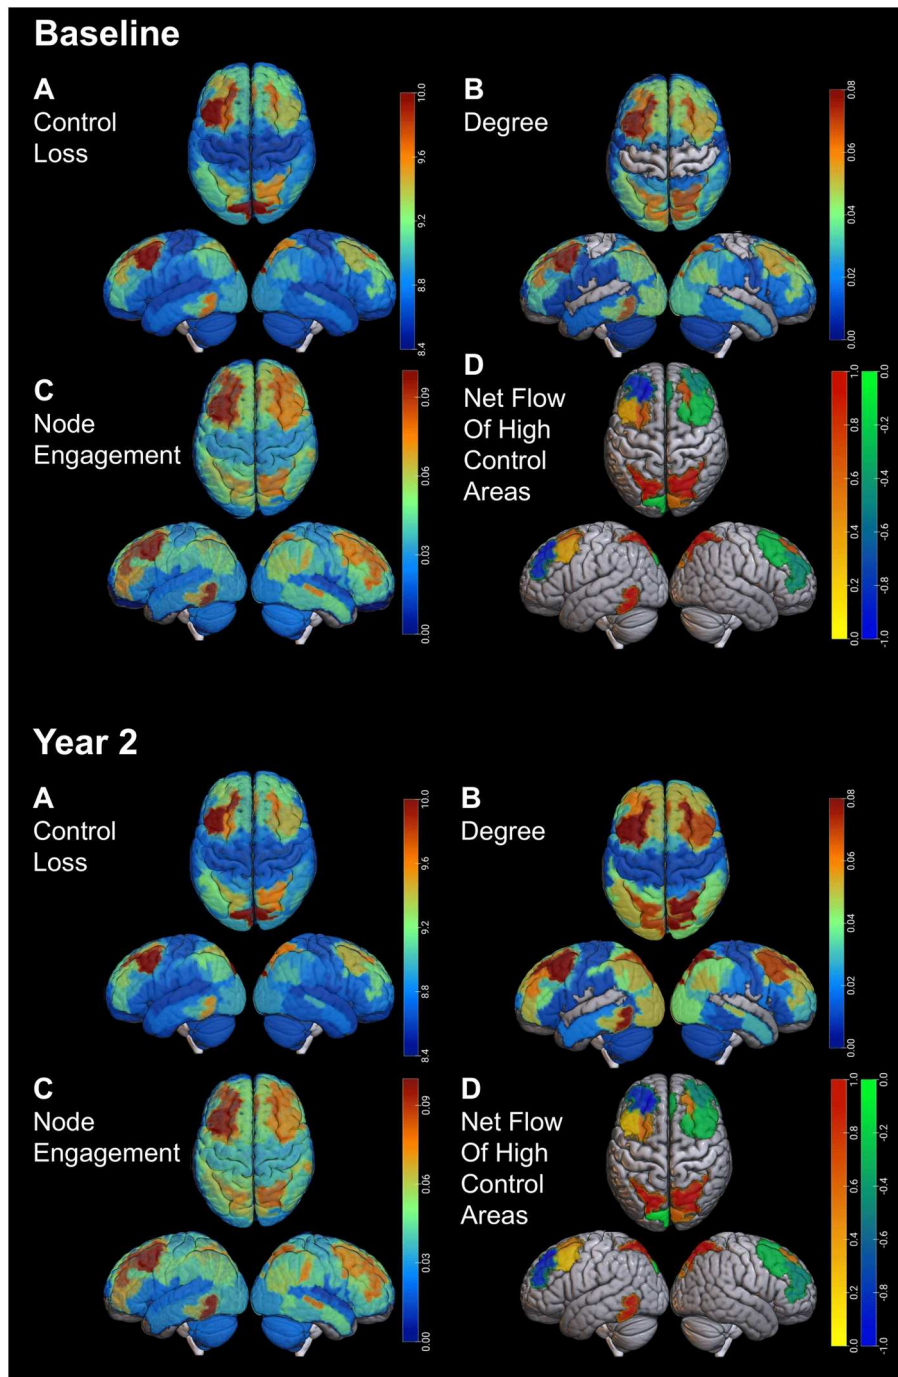 Baseline
A
Control
Loss
10.0
9.6
9.2
8.8
8.4
B
Degree
0.08
0.06
0.04
0.02
0.00
C
Node
Engagement
0.09
0.06
0.03
0.00
D
Net Flow
Of High
Control
Areas
1.0
0.8
0.6
0.4
0.2
0.0
0.0
-0.2
-0.4
-0.6
-0.8
-1.0
Year 2
A
Control
Loss
10.0
9.6
9.2
8.8
8.4
B
Degree
0.08
0.06
0.04
0.02
0.00
C
Node
Engagement
0.09
0.06
0.03
0.00
D
Net Flow
Of High
Control
Areas
1.0
0.8
0.6
0.4
0.2
0.0
0.0
-0.2
-0.4
-0.6
-0.8
-1.0